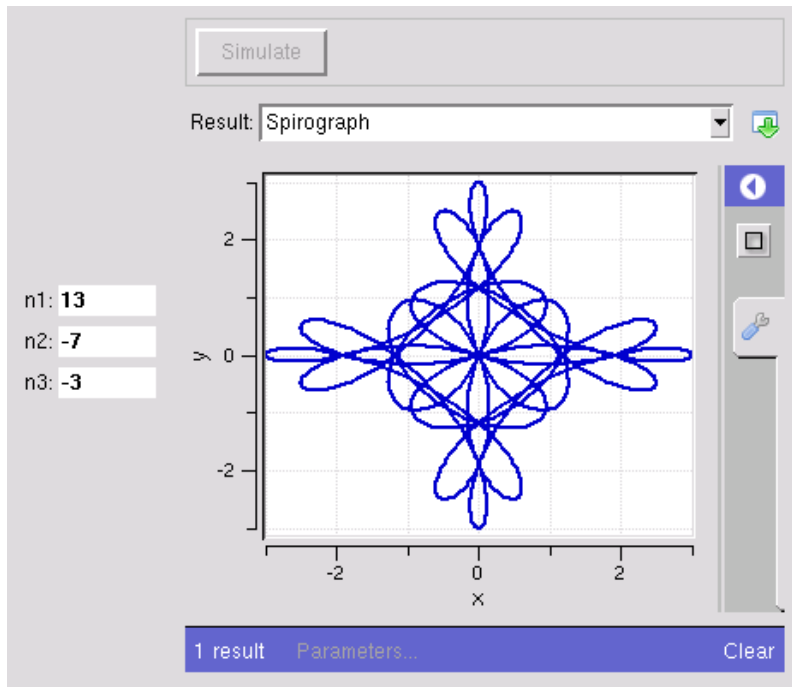 Simulate
Result: Spirograph
n1: 13
n2: -7
n3: -3
y
2
0
-2
-2
0
2
x
1 result Parameters... Clear